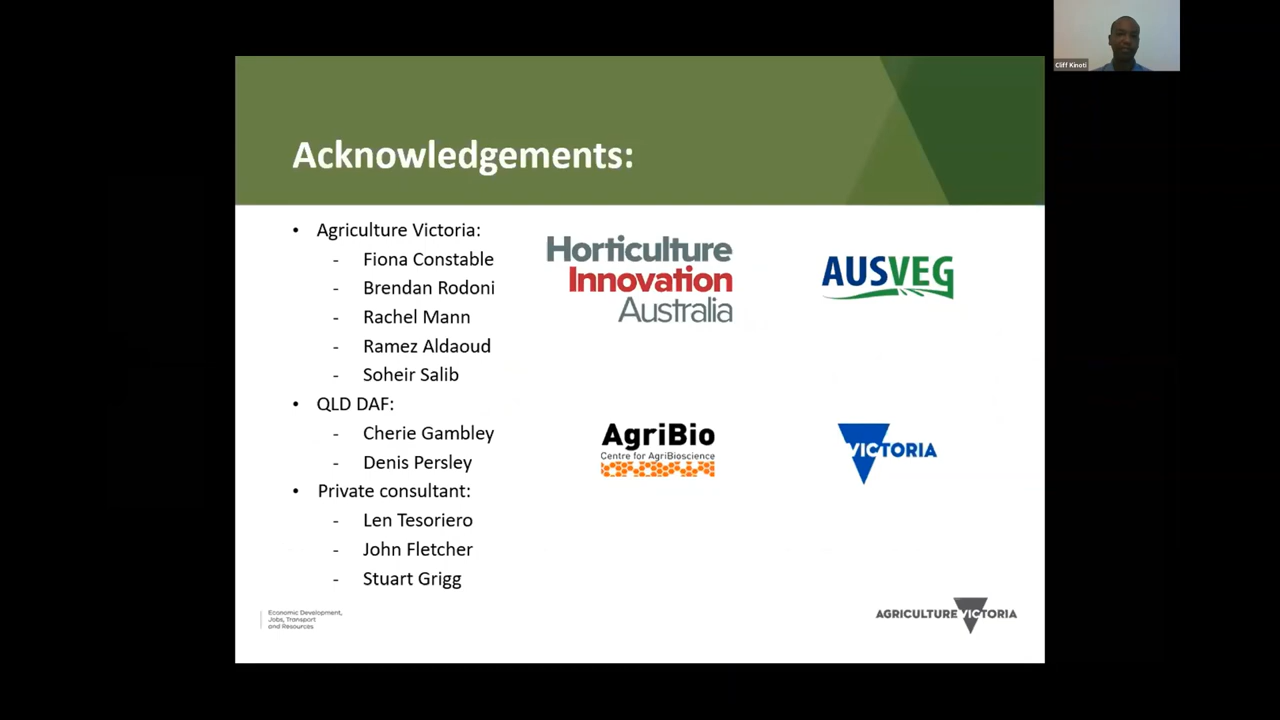 Cliff Kinoti
Acknowledgements:
• Agriculture Victoria:
- Fiona Constable
- Brendan Rodoni
- Rachel Mann
- Ramez Aldaoud
- Soheir Salib
• QLD DAF:
- Cherie Gambley
- Denis Persley
• Private consultant:
- Len Tesoriero
- John Fletcher
- Stuart Grigg
Horticulture
Innovation
Australia
AUSVEG
AgriBio
Centre for AgriBioscience
VICTORIA
Economic Development,
Jobs, Transport
and Resources
AGRICULTURE VICTORIA